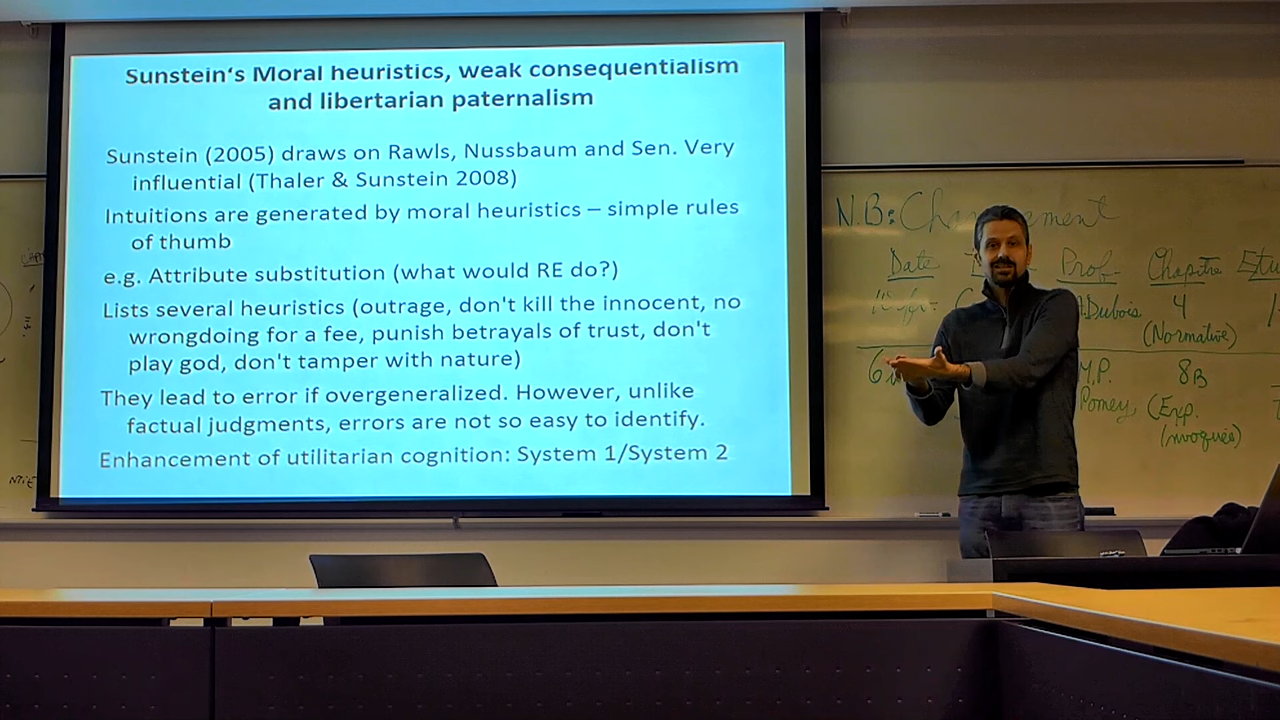 Sunstein‘s Moral heuristics, weak consequentialism
and libertarian paternalism
Sunstein (2005) draws on Rawls, Nussbaum and Sen. Very
influential (Thaler & Sunstein 2008)
Intuitions are generated by moral heuristics – simple rules
of thumb
e.g. Attribute substitution (what would RE do?)
Lists several heuristics (outrage, don't kill the innocent, no
wrongdoing for a fee, punish betrayals of trust, don't
play god, don't tamper with nature)
They lead to error if overgeneralized. However, unlike
factual judgments, errors are not so easy to identify.
Enhancement of utilitarian cognition: System 1/System 2
N.B:
Date Prof. Chapitre
Dubois 4
(Normative)
6 M.P. 8B
Pomey (Exp.